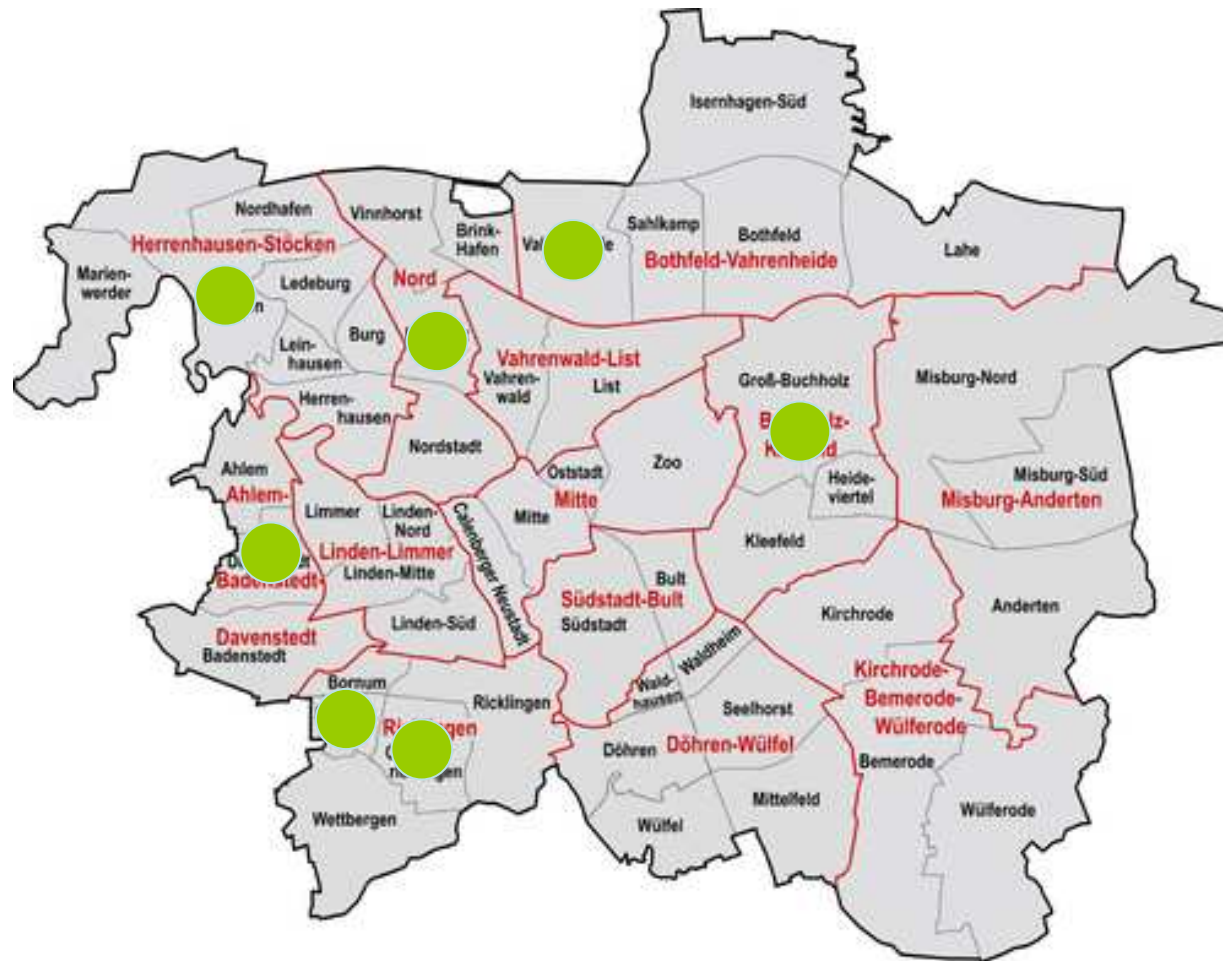 Isernhagen-Süd
Nordhafen
Vinnhorst
Herrenhausen-Stöcken
Brink-
Hafen
Sahlkamp
Bothfeld
Bothfeld-Vahrenheide
Lahe
Marien-
werder
Ledeburg
Nord
Burg
Lein-
hausen
Vahrenwald-List
Vahren-
wald
List
Groß-Buchholz
Misburg-Nord
Herren-
hausen
Nordstadt
Oststadt
Zoo
Heide-
viertel
Misburg-Süd
Misburg-Anderten
Ahlem
Ahlem-
Limmer
Linden-
Nord
Mitte
Mitte
Calenberger Neustadt
Linden-Limmer
Linden-Mitte
Kleefeld
Badenstedt-
Bult
Südstadt-Bult
Südstadt
Kirchrode
Anderten
Davenstedt
Badenstedt
Linden-Süd
Waldheim
Wald-
hausen
Kirchrode-
Bemerode-
Wülferode
Bornum
Ricklingen
Seelhorst
Döhren
Döhren-Wülfel
Bemerode
Wettbergen
Wülfel
Mittelfeld
Wülferode